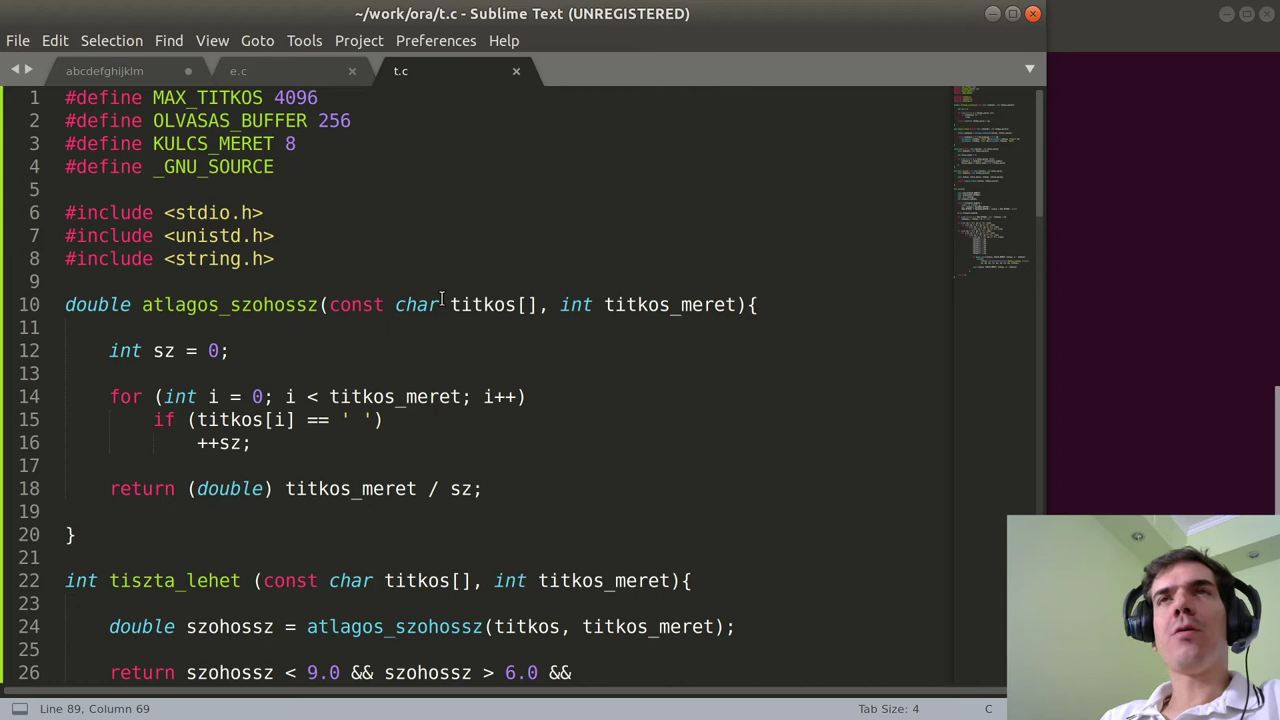 ~/work/ora/t.c - Sublime Text (UNREGISTERED)
File Edit Selection Find View Goto Tools Project Preferences Help
abcdefghijklm e.c t.c
1 #define MAX_TITKOS 4096
2 #define OLVASAS_BUFFER 256
3 #define KULCS_MERET 8
4 #define _GNU_SOURCE
5
6 #include <stdio.h>
7 #include <unistd.h>
8 #include <string.h>
9
10 double atlagos_szohossz(const char titkos[], int titkos_meret){
11
12 int sz = 0;
13
14 for (int i = 0; i < titkos_meret; i++)
15 if (titkos[i] == ' ')
16 ++sz;
17
18 return (double) titkos_meret / sz;
19
20 }
21
22 int tiszta_lehet (const char titkos[], int titkos_meret){
23
24 double szohossz = atlagos_szohossz(titkos, titkos_meret);
25
26 return szohossz < 9.0 && szohossz > 6.0 &&
Line 89, Column 69 Tab Size: 4 C